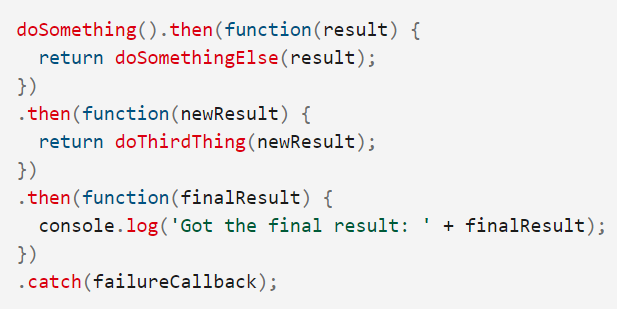 doSomething().then(function(result) {
  return doSomethingElse(result);
})
.then(function(newResult) {
  return doThirdThing(newResult);
})
.then(function(finalResult) {
  console.log('Got the final result: ' + finalResult);
})
.catch(failureCallback);